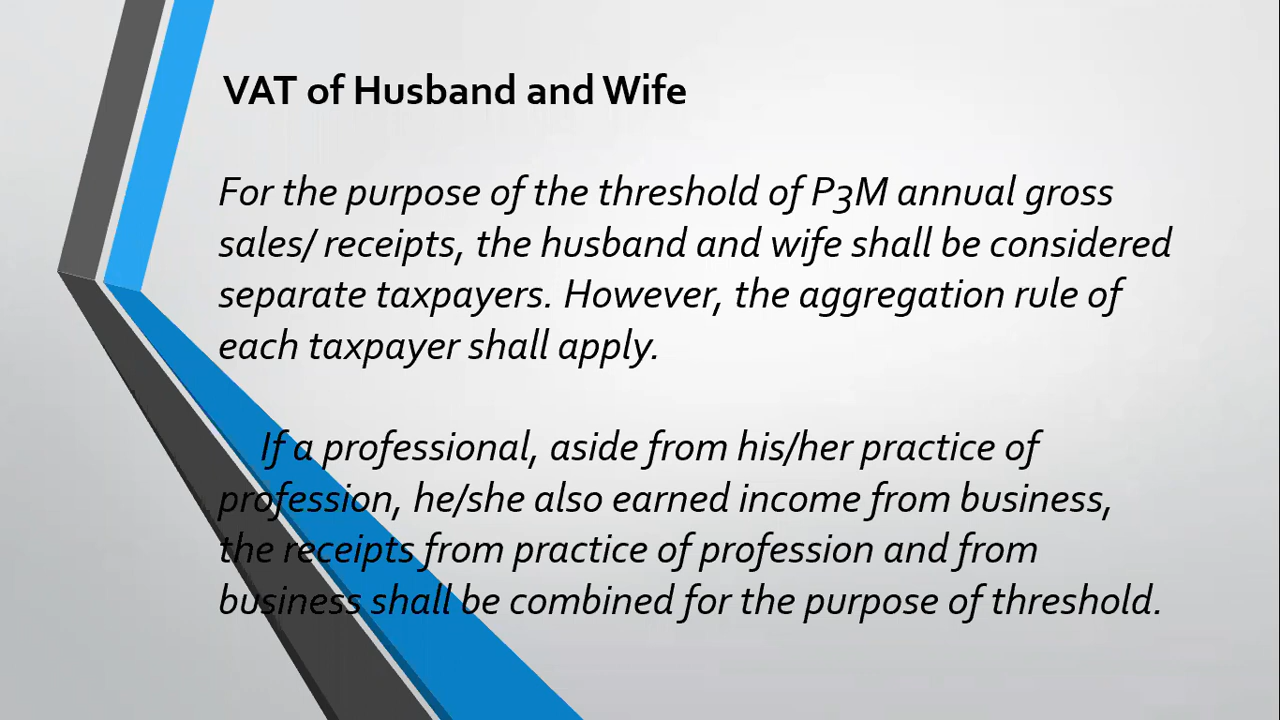 VAT of Husband and Wife
For the purpose of the threshold of P3M annual gross
sales/ receipts, the husband and wife shall be considered
separate taxpayers. However, the aggregation rule of
each taxpayer shall apply.
If a professional, aside from his/her practice of
profession, he/she also earned income from business,
the receipts from practice of profession and from
business shall be combined for the purpose of threshold.